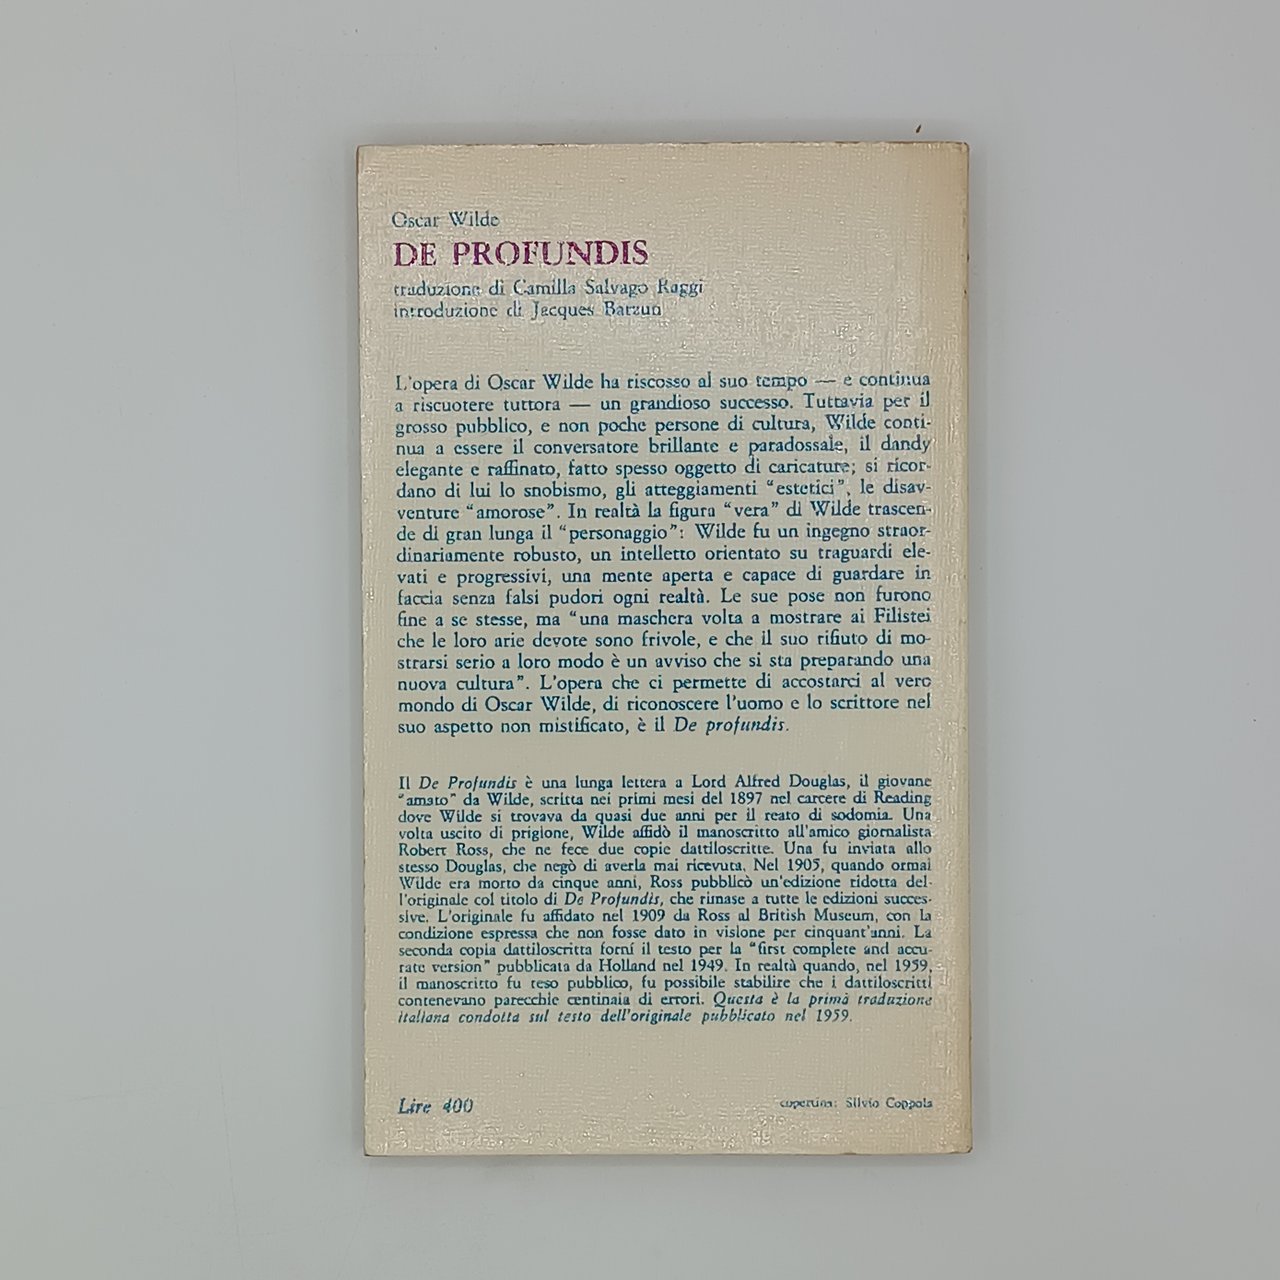 Oscar Wilde
DE PROFUNDIS
traduzione di Camilla Salvago Raggi
introduzione di Jacques Barzun
L'opera di Oscar Wilde ha riscosso al suo tempo — e continua
a riscuotere tuttora — un grandioso successo. Tuttavia per il
grosso pubblico, e non poche persone di cultura, Wilde conti-
nua a essere il conversatore brillante e paradossale, il dandy
elegante e raffinato, fatto spesso oggetto di caricature; si ricor-
dano di lui lo snobismo, gli atteggiamenti “estetici”, le disav-
venture “amorose”. In realtà la figura “vera” di Wilde trascen-
de di gran lunga il “personaggio”: Wilde fu un ingegno straor-
dinariamente robusto, un intelletto orientato su traguardi ele-
vati e progressivi, una mente aperta e capace di guardare in
faccia senza falsi pudori ogni realtà. Le sue pose non furono
fine a se stesse, ma “una maschera volta a mostrare ai Filistei
che le loro arie devote sono frivole, e che il suo rifiuto di mo-
strarsi serio a loro modo è un avviso che si sta preparando una
nuova cultura”. L'opera che ci permette di accostarci al vero
mondo di Oscar Wilde, di riconoscere l'uomo e lo scrittore nel
suo aspetto non mistificato, è il De profundis.
Il De Profundis è una lunga lettera a Lord Alfred Douglas, il giovane
“amato” da Wilde, scritta nei primi mesi del 1897 nel carcere di Reading
dove Wilde si trovava da quasi due anni per il reato di sodomia. Una
volta uscito di prigione, Wilde affidò il manoscritto all'amico giornalista
Robert Ross, che ne fece due copie dattiloscritte. Una fu inviata allo
stesso Douglas, che negò di averla mai ricevuta. Nel 1905, quando ormai
Wilde era morto da cinque anni, Ross pubblicò un'edizione ridotta del-
l'originale col titolo di De Profundis, che rimase a tutte le edizioni succes-
sive. L'originale fu affidato nel 1909 da Ross al British Museum, con la
condizione espressa che non fosse dato in visione per cinquant'anni. La
seconda copia dattiloscritta fornì il testo per la “first complete and accu-
rate version” pubblicata da Holland nel 1949. In realtà quando, nel 1959,
il manoscritto fu reso pubblico, fu possibile stabilire che i dattiloscritti
contenevano parecchie centinaia di errori. Questa è la prima traduzione
italiana condotta sul testo dell'originale pubblicato nel 1959.
Lire 400
copertina: Silvio Coppola